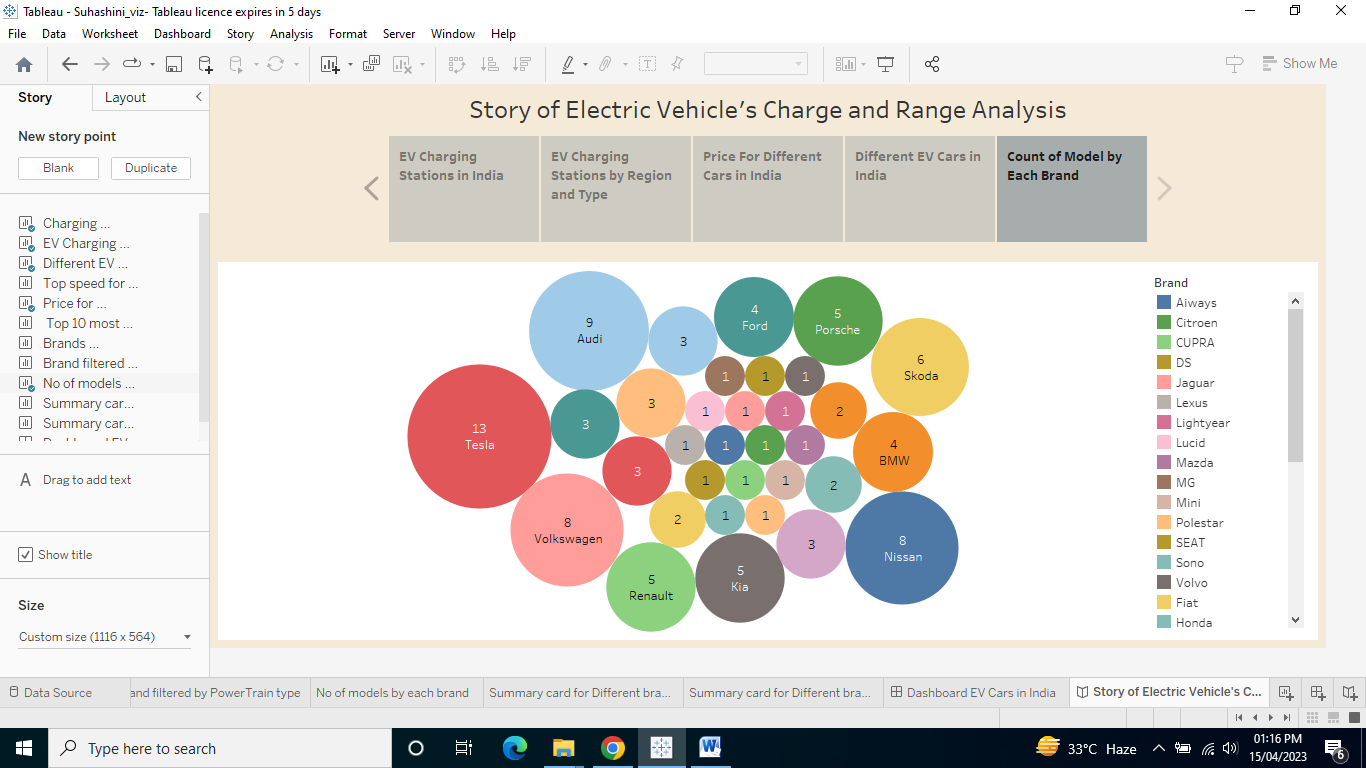 Tableau - Suhashini_viz- Tableau licence expires in 5 days
File Data Worksheet Dashboard Story Analysis Format Server Window Help
Show Me
Story Layout
New story point
Blank Duplicate
Charging ...
EV Charging ...
Different EV ...
Top speed for ...
Price for ...
Top 10 most ...
Brands ...
Brand filtered ...
No of models ...
Summary car...
Summary car...
A Drag to add text
Show title
Size
Custom size (1116 x 564)
Story of Electric Vehicle's Charge and Range Analysis
EV Charging
Stations in India
EV Charging
Stations by Region
and Type
Price For Different
Cars in India
Different EV Cars in
India
Count of Model by
Each Brand
9
Audi
3
4
Ford
5
Porsche
6
Skoda
1 1 1
3
1 1 1
2
13
Tesla
3
1 1 1 1
4
BMW
3
1 1 1
2
2
1 1
8
Volkswagen
3
8
Nissan
5
Renault
5
Kia
Brand
Aiways
Citroen
CUPRA
DS
Jaguar
Lexus
Lightyear
Lucid
Mazda
MG
Mini
Polestar
SEAT
Sono
Volvo
Fiat
Honda
Data Source
and filtered by PowerTrain type
No of models by each brand
Summary card for Different bra...
Summary card for Different bra...
Dashboard EV Cars in India
Story of Electric Vehicle's C...
Type here to search
33°C Haze
01:16 PM
15/04/2023
6